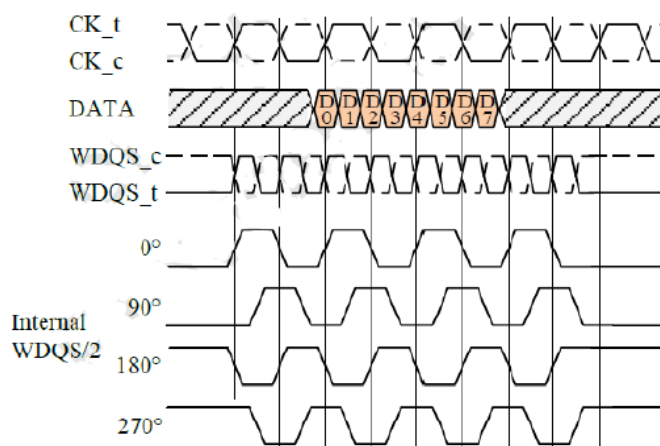 CK_t
CK_c
DATA
D0 D1 D2 D3 D4 D5 D6 D7
WDQS_c
WDQS_t
0°
90°
Internal
WDQS/2
180°
270°